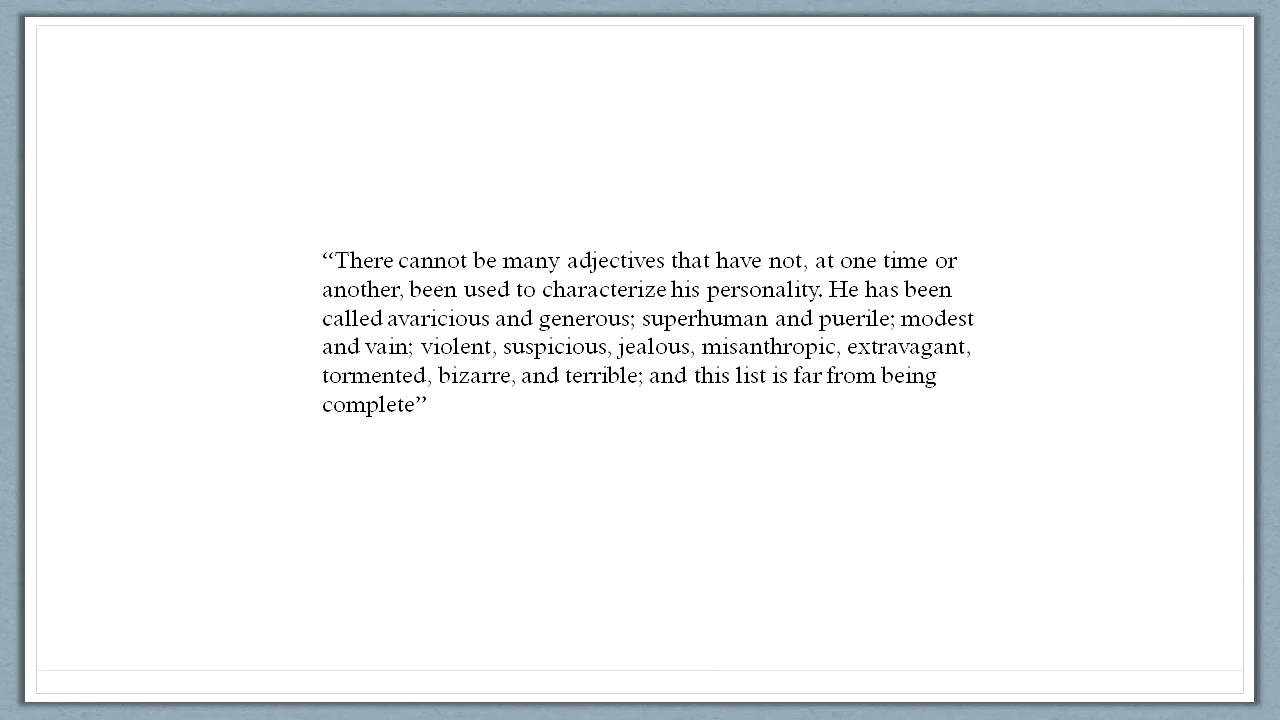 “There cannot be many adjectives that have not, at one time or
another, been used to characterize his personality. He has been
called avaricious and generous; superhuman and puerile; modest
and vain; violent, suspicious, jealous, misanthropic, extravagant,
tormented, bizarre, and terrible; and this list is far from being
complete”